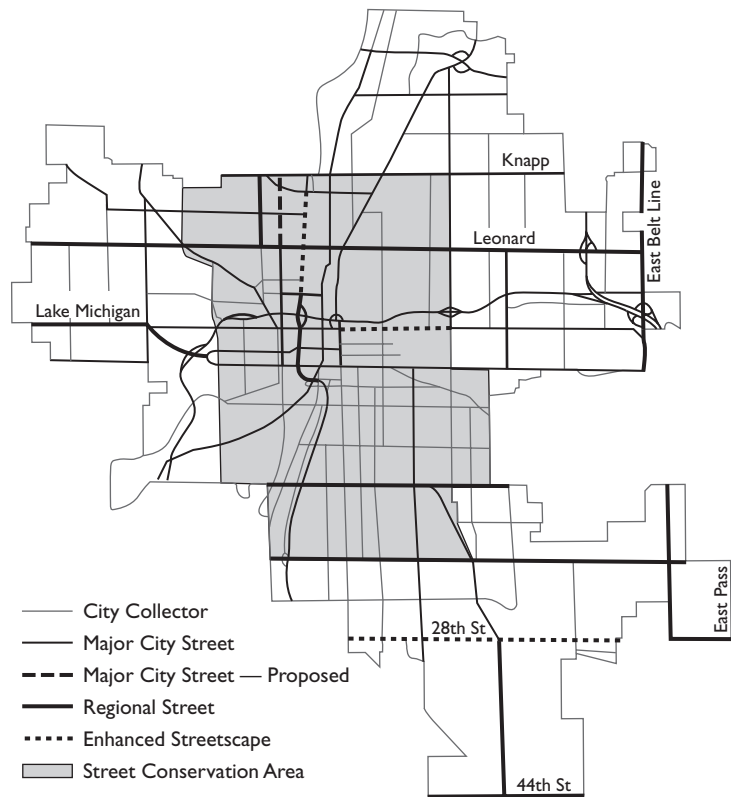 Knapp
East Belt Line
Leonard
Lake Michigan
East Pass
28th St
44th St
City Collector
Major City Street
Major City Street — Proposed
Regional Street
Enhanced Streetscape
Street Conservation Area